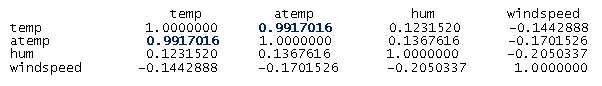 temp atemp hum windspeed
temp 1.0000000 0.9917016 0.1231520 -0.1442888
atemp 0.9917016 1.0000000 0.1367616 -0.1701526
hum 0.1231520 0.1367616 1.0000000 -0.2050337
windspeed -0.1442888 -0.1701526 -0.2050337 1.0000000